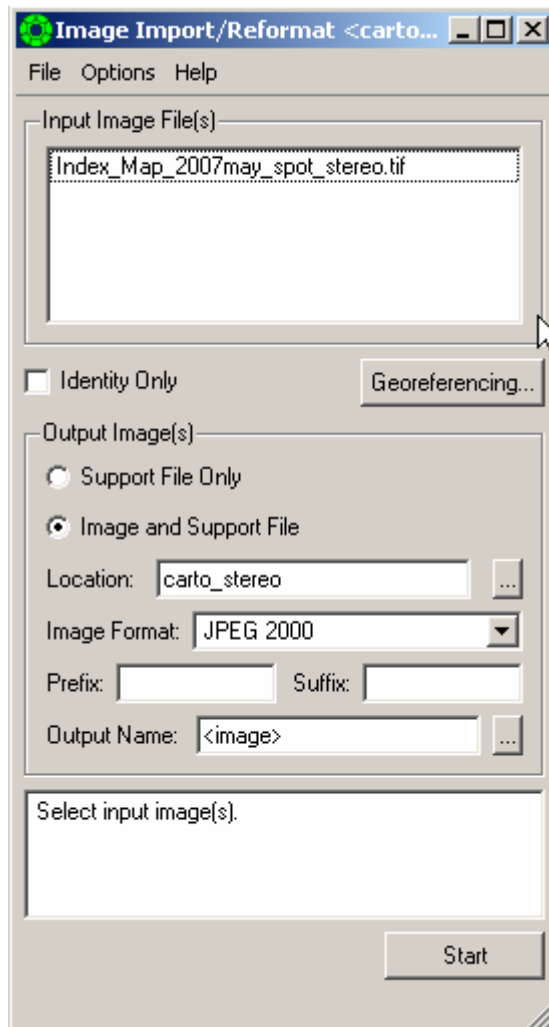 Image Import/Reformat <carto...
File Options Help
Input Image File(s)
Index_Map_2007may_spot_stereo.tif
Identity Only
Georeferencing...
Output Image(s)
Support File Only
Image and Support File
Location: carto_stereo ...
Image Format: JPEG 2000
Prefix: Suffix:
Output Name: <image> ...
Select input image(s).
Start